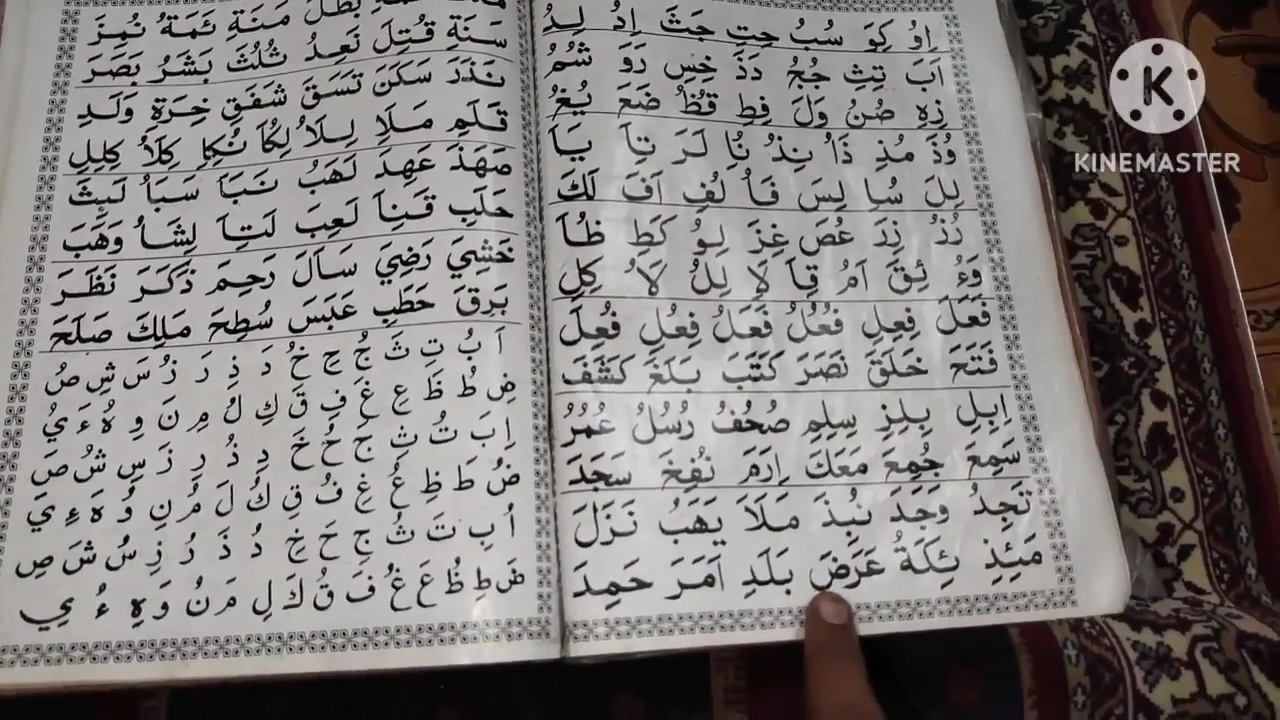 اِوُ كِوَ سُبُ حِتِ جَثَ اِدُ لِدُ
اَبَ تِثِ جُجُ دَذَ خِسِ رَوَ شُمُ
ذِهِ صُنُ وَلَ فِطِ قُظُ ضَعَ يُغُ
وُذَ مُذِ ذَاُ نِدُ نُاِ لَرَ تِاَ يَاَ
لِلَ سُاِ لِسَ فَاُ لُفِ اَفَ لَكَ
رُزُ زِدَ عُصَ غِزَ لِوُ كَطِ ظُاَ
وَءُ ئِقَ اَمُ قِاَ لَاِ لِلُ لَاُ كِلِ
فَعَلَ فِعِلِ فُعُلُ فَعَلُ فِعُلِ فُعِلَ
فَتَحَ خَلَقَ نَصَرَ كَتَبَ بَلَغَ كَشَفَ
اِبِلِ بِلِزِ سِلِمِ صُحُفُ رُسُلُ عُمُرُ
سَمِعَ جُمِعَ مَعَكَ اِرَمَ نُفِخَ سَجَدَ
تَجِدُ وَجَدَ نُبِذَ مَلَاَ يَهَبُ نَزَلَ
مَئِذِ ئِكَةُ عَرَضَ بَلَدِ اَمَرَ حَمِدَ
بَطَلَ مَنَةِ ئَمَةُ نُمِزَ
سَنَةِ قُتِلَ نَعِدُ ثُلُثَ بَشَرُ بَصَرَ
نَذَرَ سَكَنَ تَسَقَ شَفَقِ خِرَةِ وَلَدِ
قَلَمِ مَلَاِ لِلَاُ لِكُاَ نُكِاِ كِلَاُ كِلِلِ
مَهَدَ عَهِدَ لَهَبُ نَبَاَ سَبَاُ لَبِثَ
حَلَبِ قَنِاَ لَعِبَ لَتِاَ لِشَاُ وَهَبَ
خَشِيَ رَضِيَ سَاَلَ رَحِمَ ذَكَرَ نَظَرَ
بَرِقَ حَطَبِ عَبَسَ سُطِحَ مَلِكَ صَلَحَ
اَ بُ تِ ثَ جُ حِ خُ دَ ذِ رَ زُ سَ شِ صُ
ضِ طُ ظَ عِ غَ فِ قَ كِ لُ مِ نَ وِ هُ ءَ يُ
اِ بَ تُ ثِ جَ حُ خَ دِ ذُ رِ زَ سِ شُ صَ
ضُ طَ ظِ عُ غِ فُ قِ كُ لَ مُ نِ وُ هَ ءِ يَ
اُ بِ تَ ثُ جِ حَ خِ دُ ذَ رُ زِ سُ شَ صِ
ضَ طِ ظُ عَ غُ فَ قُ كَ لِ مَ نُ وَ هِ ءُ يِ
K
KINEMASTER